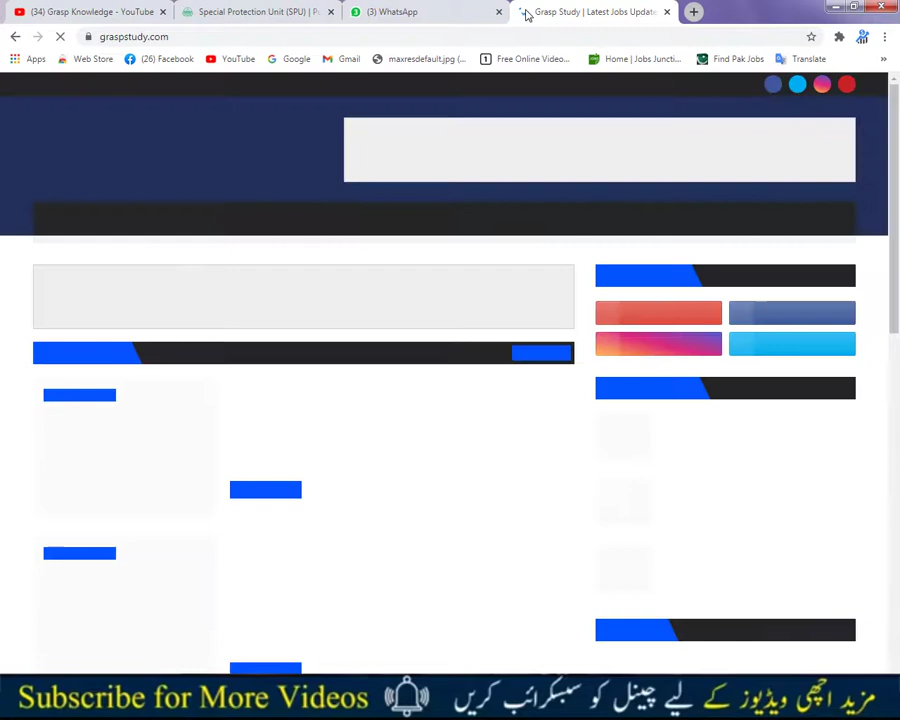 (34) Grasp Knowledge - YouTube
Special Protection Unit (SPU) | P
(3) WhatsApp
Grasp Study | Latest Jobs Update
graspstudy.com
Apps
Web Store
(26) Facebook
YouTube
Google
Gmail
maxresdefault.jpg (...
Free Online Video...
Home | Jobs Juncti...
Find Pak Jobs
Translate
»
Subscribe for More Videos
مزید اچھی ویڈیوز کے لیے چینل کو سبسکرائب کریں